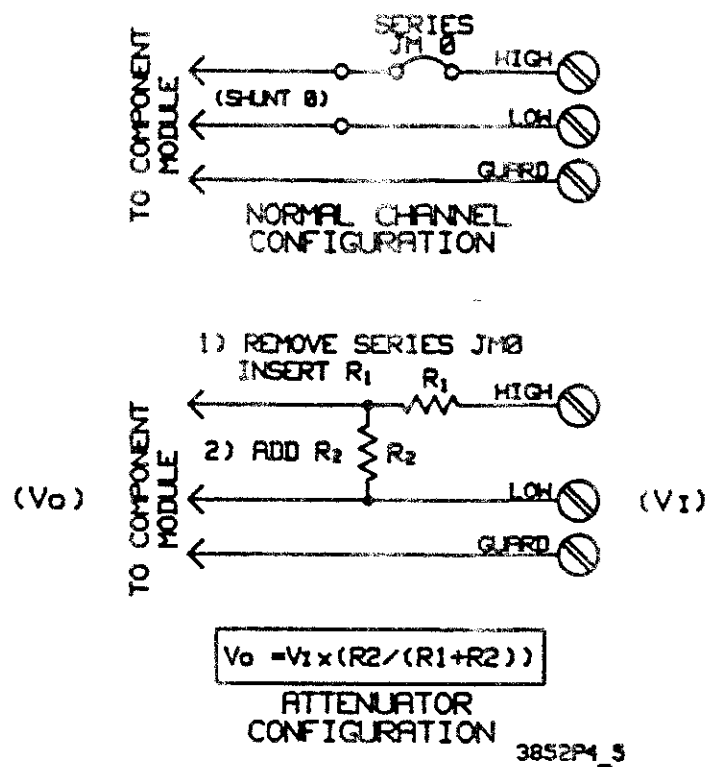 SERIES
JM 0
HIGH
(SHUNT 0)
LOW
GUARD
TO COMPONENT
MODULE
NORMAL CHANNEL
CONFIGURATION
1) REMOVE SERIES JM0
INSERT R1
R1
HIGH
2) ADD R2
R2
(Vo)
TO COMPONENT
MODULE
LOW
(VI)
GUARD
Vo =VIx(R2/(R1+R2))
ATTENUATOR
CONFIGURATION
3852P4_5